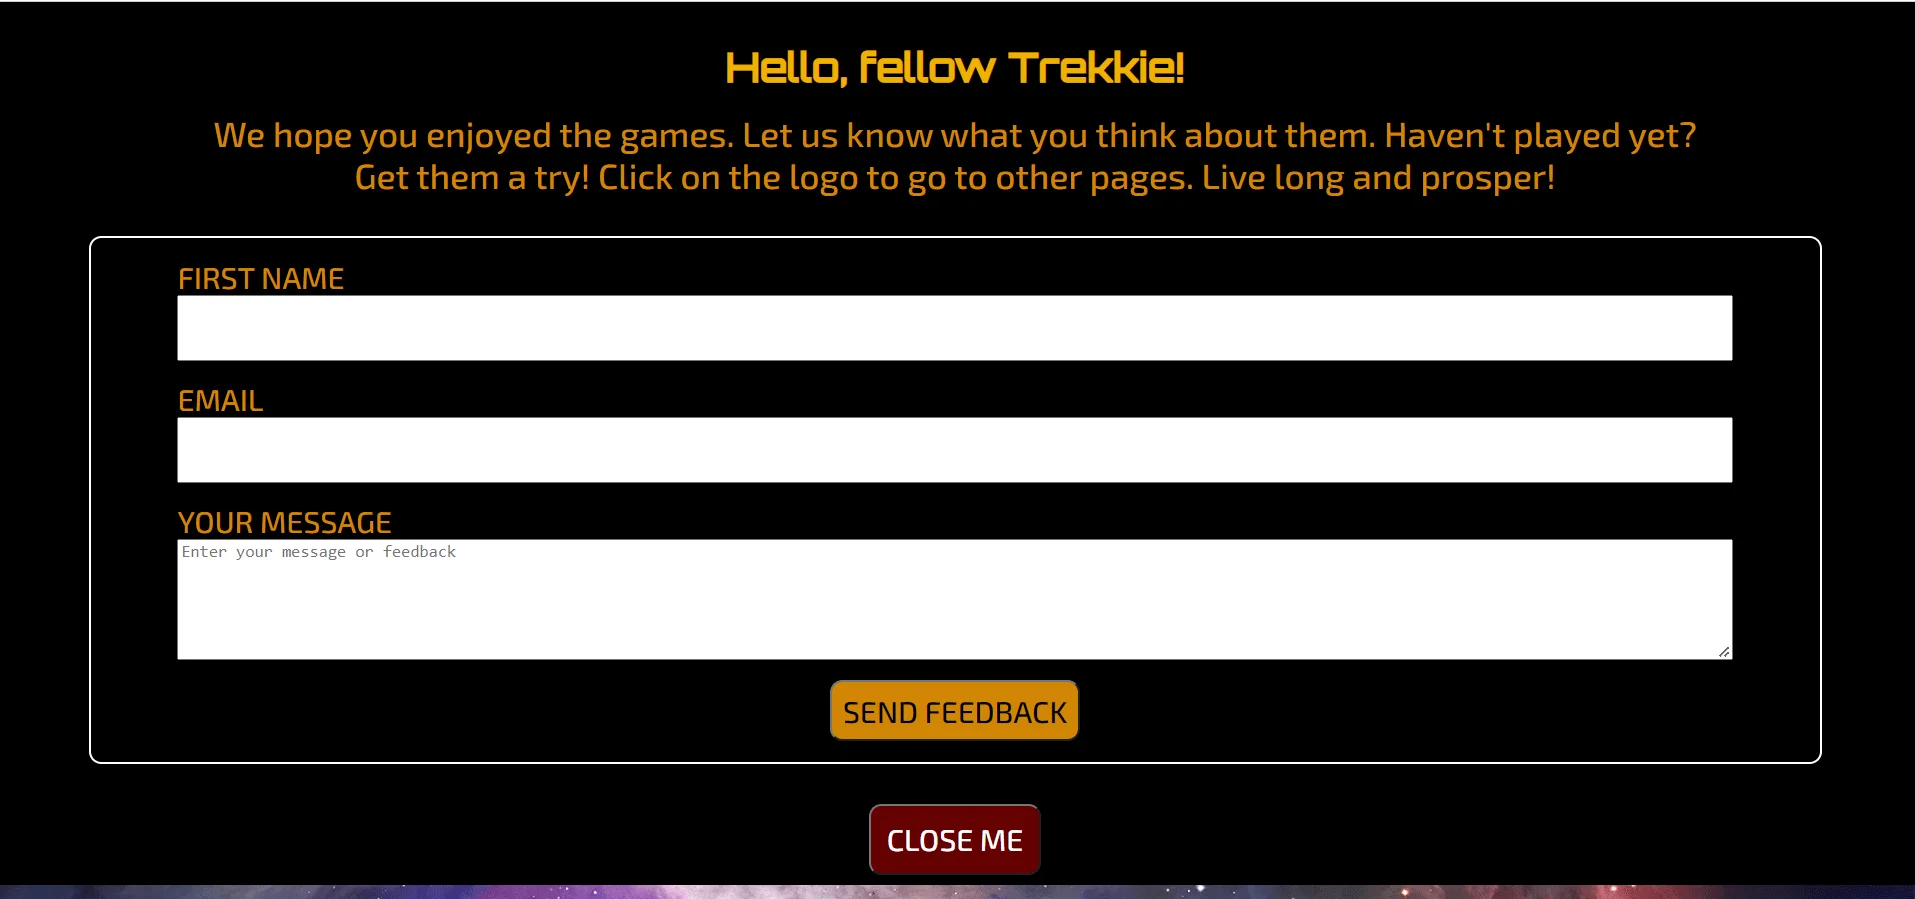 Hello, fellow Trekkie!
We hope you enjoyed the games. Let us know what you think about them. Haven't played yet?
Get them a try! Click on the logo to go to other pages. Live long and prosper!
FIRST NAME
EMAIL
YOUR MESSAGE
Enter your message or feedback
SEND FEEDBACK
CLOSE ME